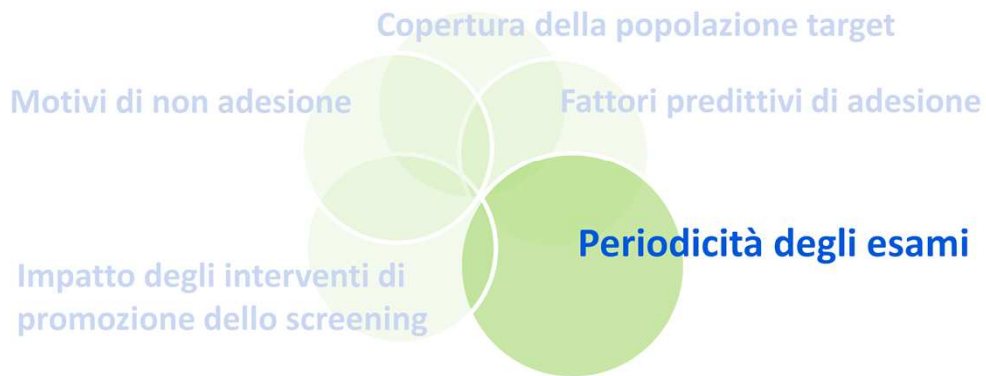 Copertura della popolazione target
Motivi di non adesione
Fattori predittivi di adesione
Periodicità degli esami
Impatto degli interventi di
promozione dello screening